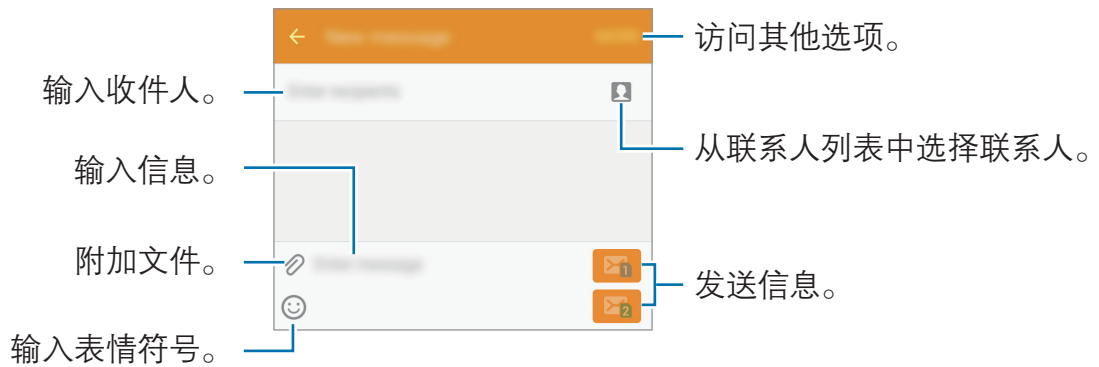 访问其他选项。
输入收件人。
从联系人列表中选择联系人。
输入信息。
附加文件。
1
发送信息。
2
输入表情符号。